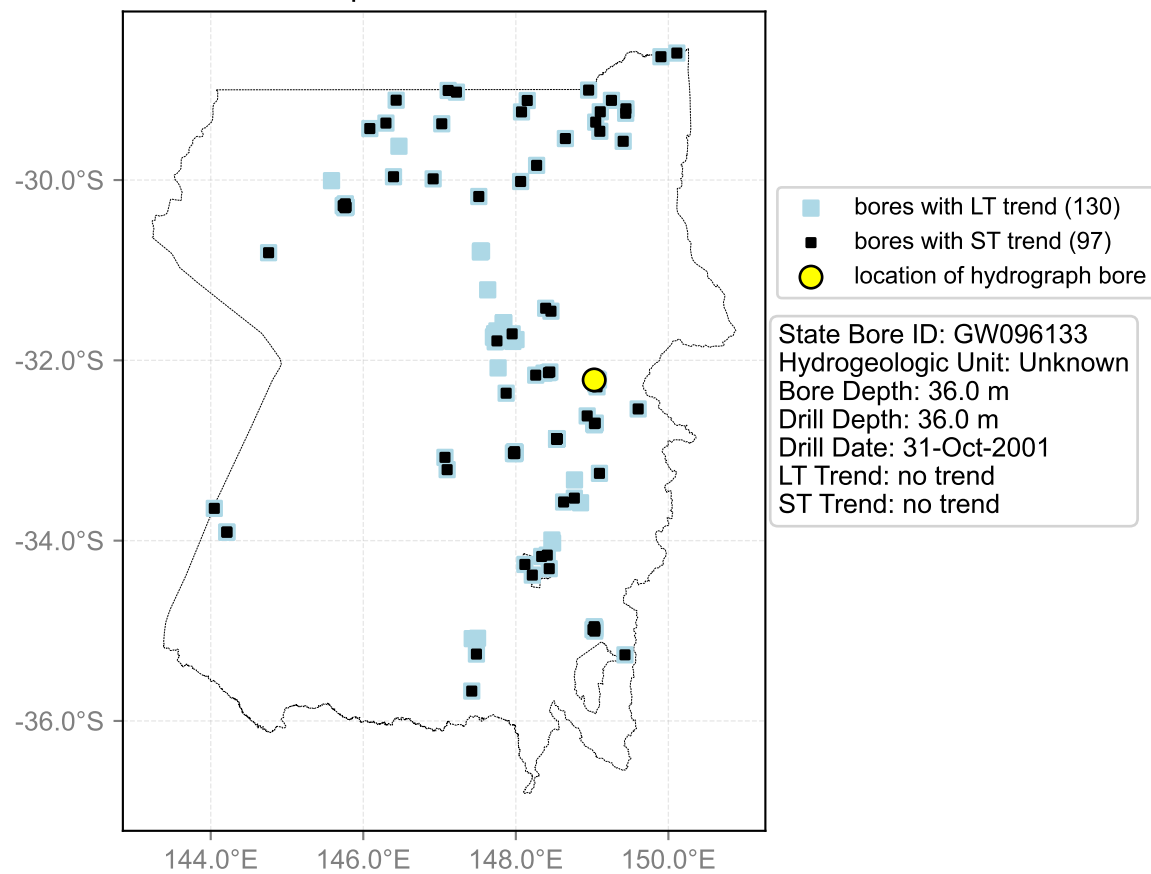 -30.0°S
-32.0°S
-34.0°S
-36.0°S
144.0°E 146.0°E 148.0°E 150.0°E
bores with LT trend (130)
bores with ST trend (97)
location of hydrograph bore
State Bore ID: GW096133
Hydrogeologic Unit: Unknown
Bore Depth: 36.0 m
Drill Depth: 36.0 m
Drill Date: 31-Oct-2001
LT Trend: no trend
ST Trend: no trend